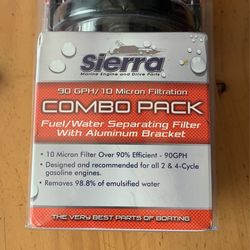 sierra
Marine Engine and Drive Parts
90 GPH/10 Micron Filtration
COMBO PACK
Fuel/Water Separating Filter
With Aluminum Bracket
• 10 Micron Filter Over 90% Efficient - 90GPH
• Designed and recommended for all 2 & 4-Cycle
gasoline engines.
• Removes 98.8% of emulsified water
THE VERY BEST PARTS OF BOATING